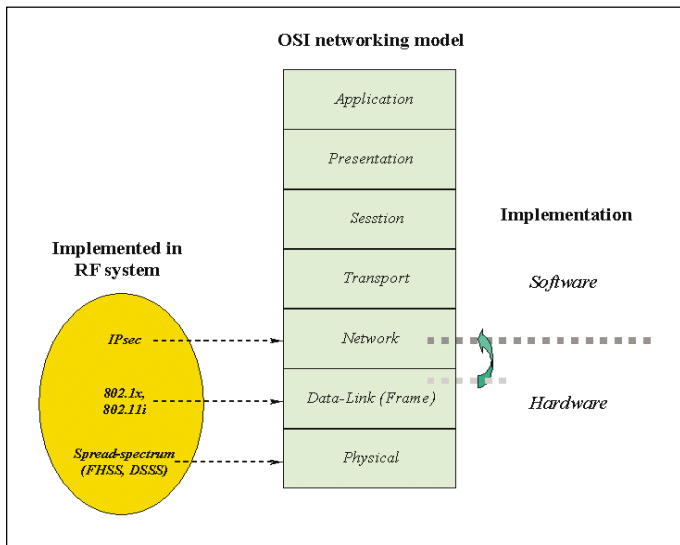 OSI networking model
Application
Presentation
Sesstion
Transport
Network
Data-Link (Frame)
Physical
Implemented in
RF system
IPsec
802.1x,
802.11i
Spread-spectrum
(FHSS, DSSS)
Implementation
Software
Hardware